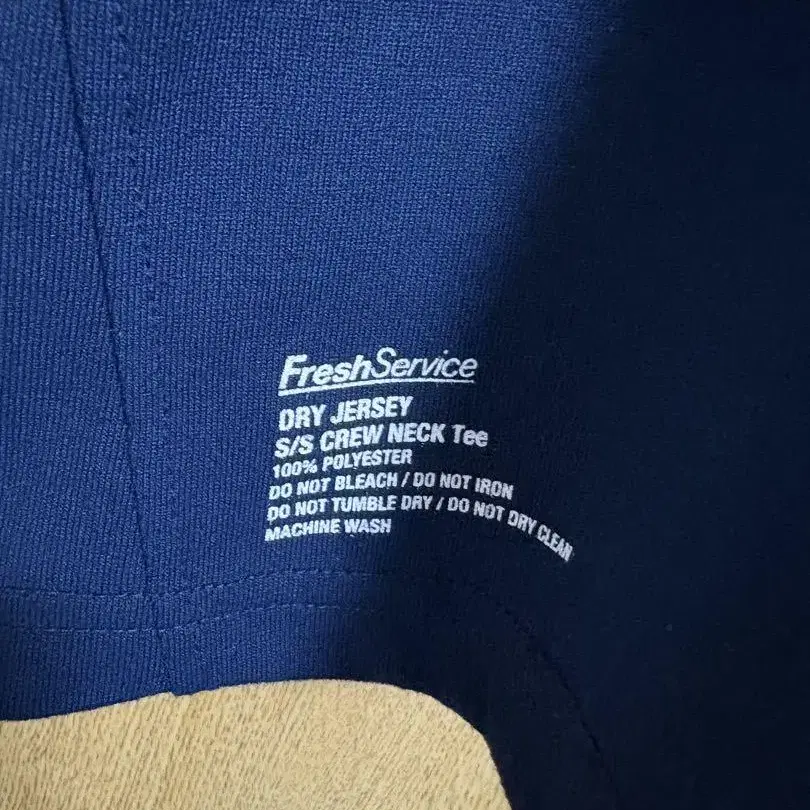 FreshService
DRY JERSEY
S/S CREW NECK Tee
100% POLYESTER
DO NOT BLEACH / DO NOT IRON
DO NOT TUMBLE DRY / DO NOT DRY CLEAN
MACHINE WASH